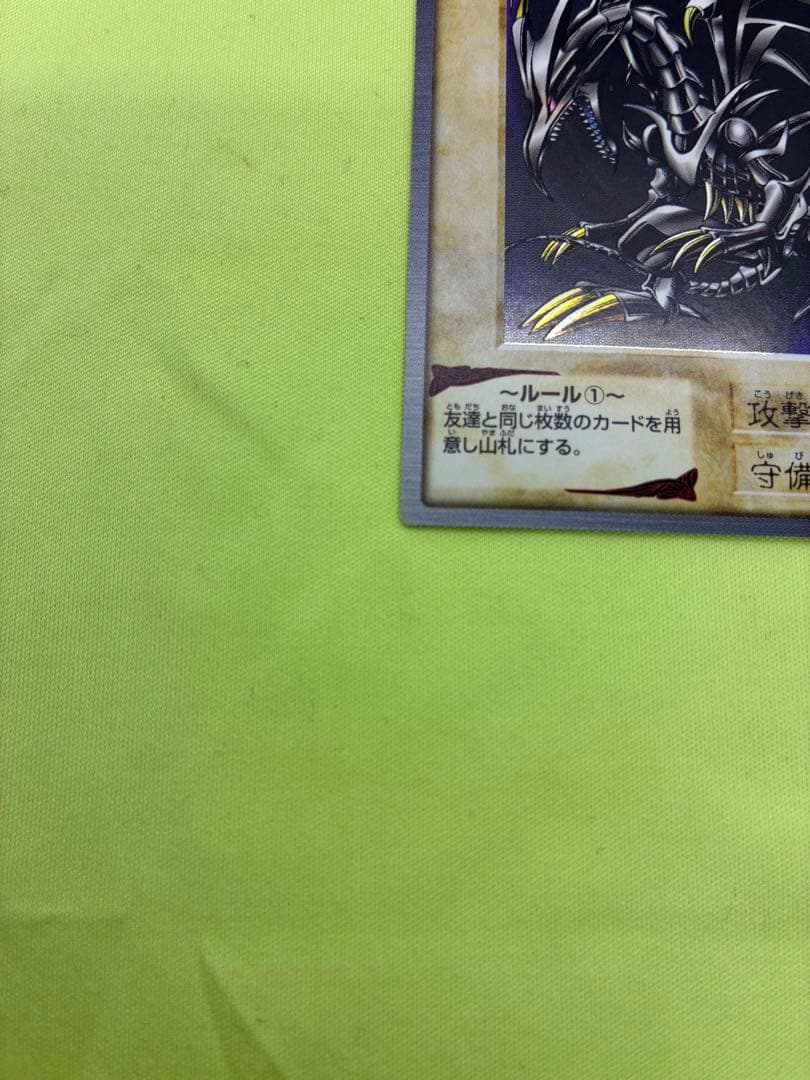 ～ルール①～
友達と同じ枚数のカードを用
意し山札にする。
攻撃
守備